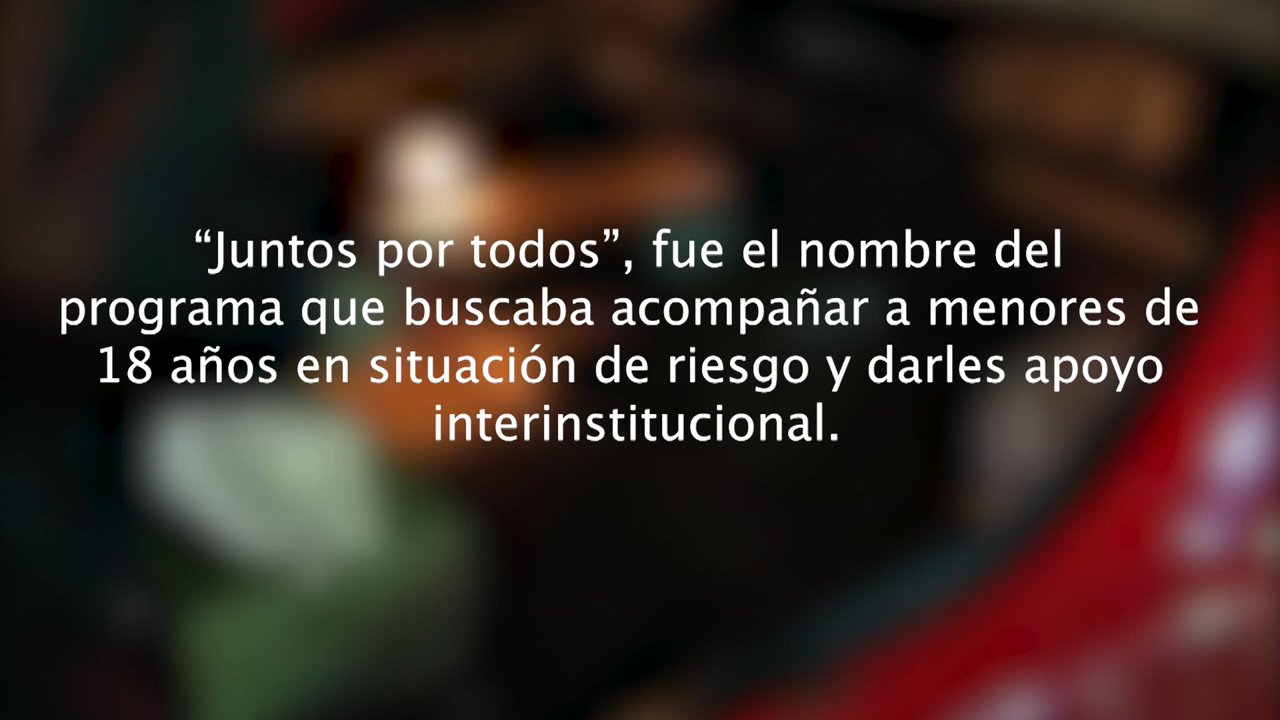 “Juntos por todos”, fue el nombre del
programa que buscaba acompañar a menores de
18 años en situación de riesgo y darles apoyo
interinstitucional.